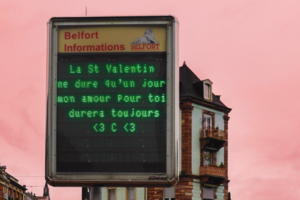 Belfort
Informations
BELFORT
La St Valentin
ne dure qu'un jour
mon amour pour toi
durera toujours
<3 C <3